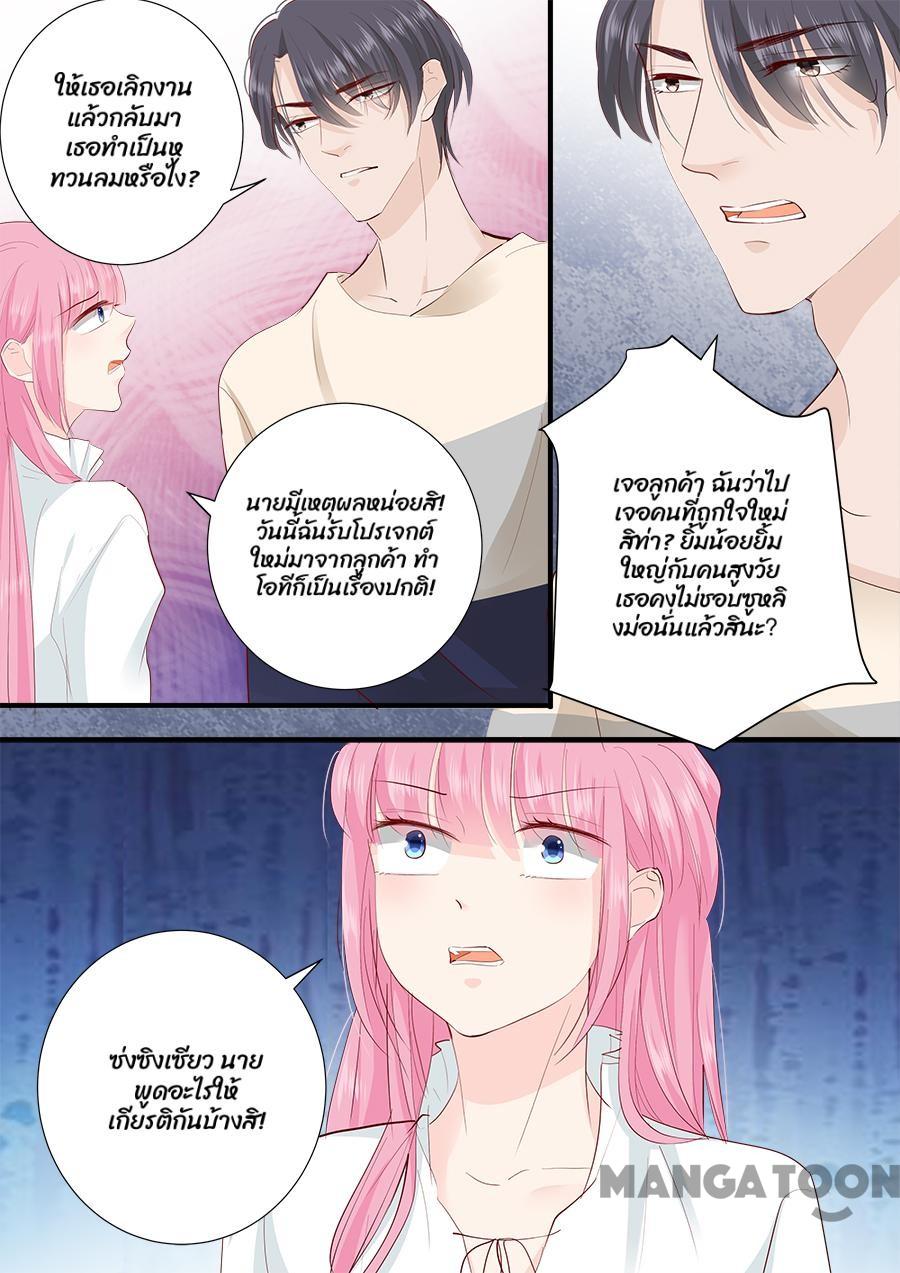 ให้เธอเลิกงาน
แล้วกลับมา
เธอทำเป็นหู
ทวนลมหรือไง?
นายมีเหตุผลหน่อยสิ!
วันนี้ฉันรับโปรเจกต์
ใหม่มาจากลูกค้า ทำ
โอทีก็เป็นเรื่องปกติ!
เจอลูกค้า ฉันว่าไป
เจอคนที่ถูกใจใหม่
สิท่า? ยิ้มน้อยยิ้ม
ใหญ่กับคนสูงวัย
เธอคงไม่ชอบซูหลิ
งม่อนั่นแล้วสินะ?
ซ่งซิงเซียว นาย
พูดอะไรให้
เกียรติกันบ้างสิ!
MANGATOON